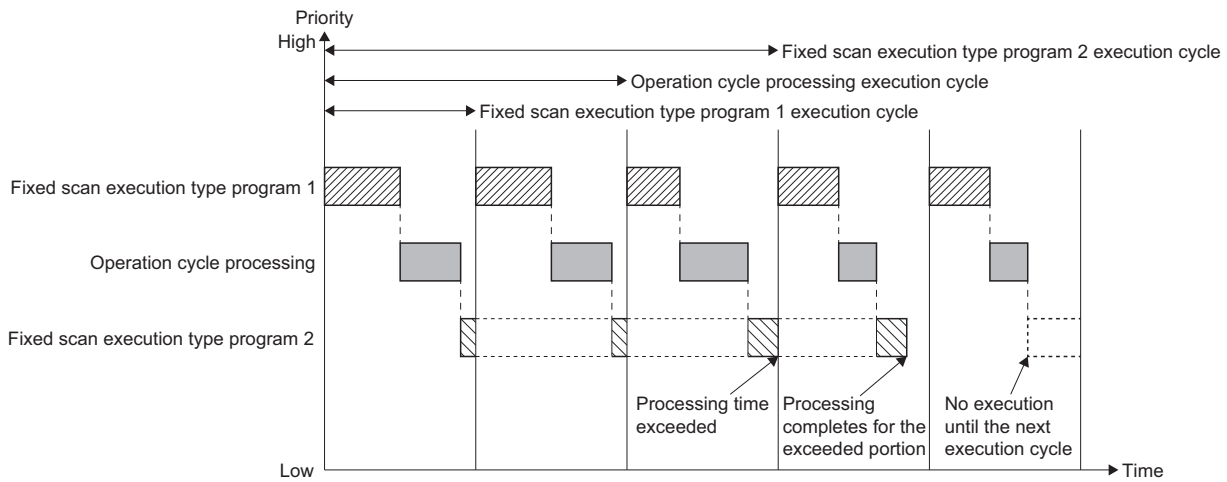 Priority
High
Fixed scan execution type program 2 execution cycle
Operation cycle processing execution cycle
Fixed scan execution type program 1 execution cycle
Fixed scan execution type program 1
Operation cycle processing
Fixed scan execution type program 2
Processing time
exceeded
Processing
completes for the
exceeded portion
No execution
until the next
execution cycle
Low
Time